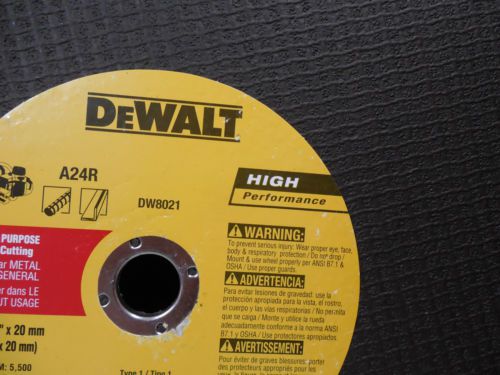 DEWALT
A24R
DW8021
HIGH
Performance
PURPOSE
Cutting
METAL
GENERAL
dans LE
USAGE
" x 20 mm
x 20 mm)
M: 5,500
Type 1 / Tipo 1
WARNING:
To prevent serious injury: Wear proper eye, face,
body & respiratory protection / Do not drop /
Mount & use wheel properly per ANSI B7.1 &
OSHA / Use proper guards.
ADVERTENCIA:
Para evitar lesiones de gravedad: use la
protección apropiada para la vista, el rostro,
el cuerpo y las vías respiratorias / No permita
que se caiga / Monte y utilice la rueda
adecuadamente conforme a la norma ANSI
B7.1 y OSHA / Use protectores apropiados.
AVERTISSEMENT:
Pour éviter de graves blessures: porter
des protecteurs